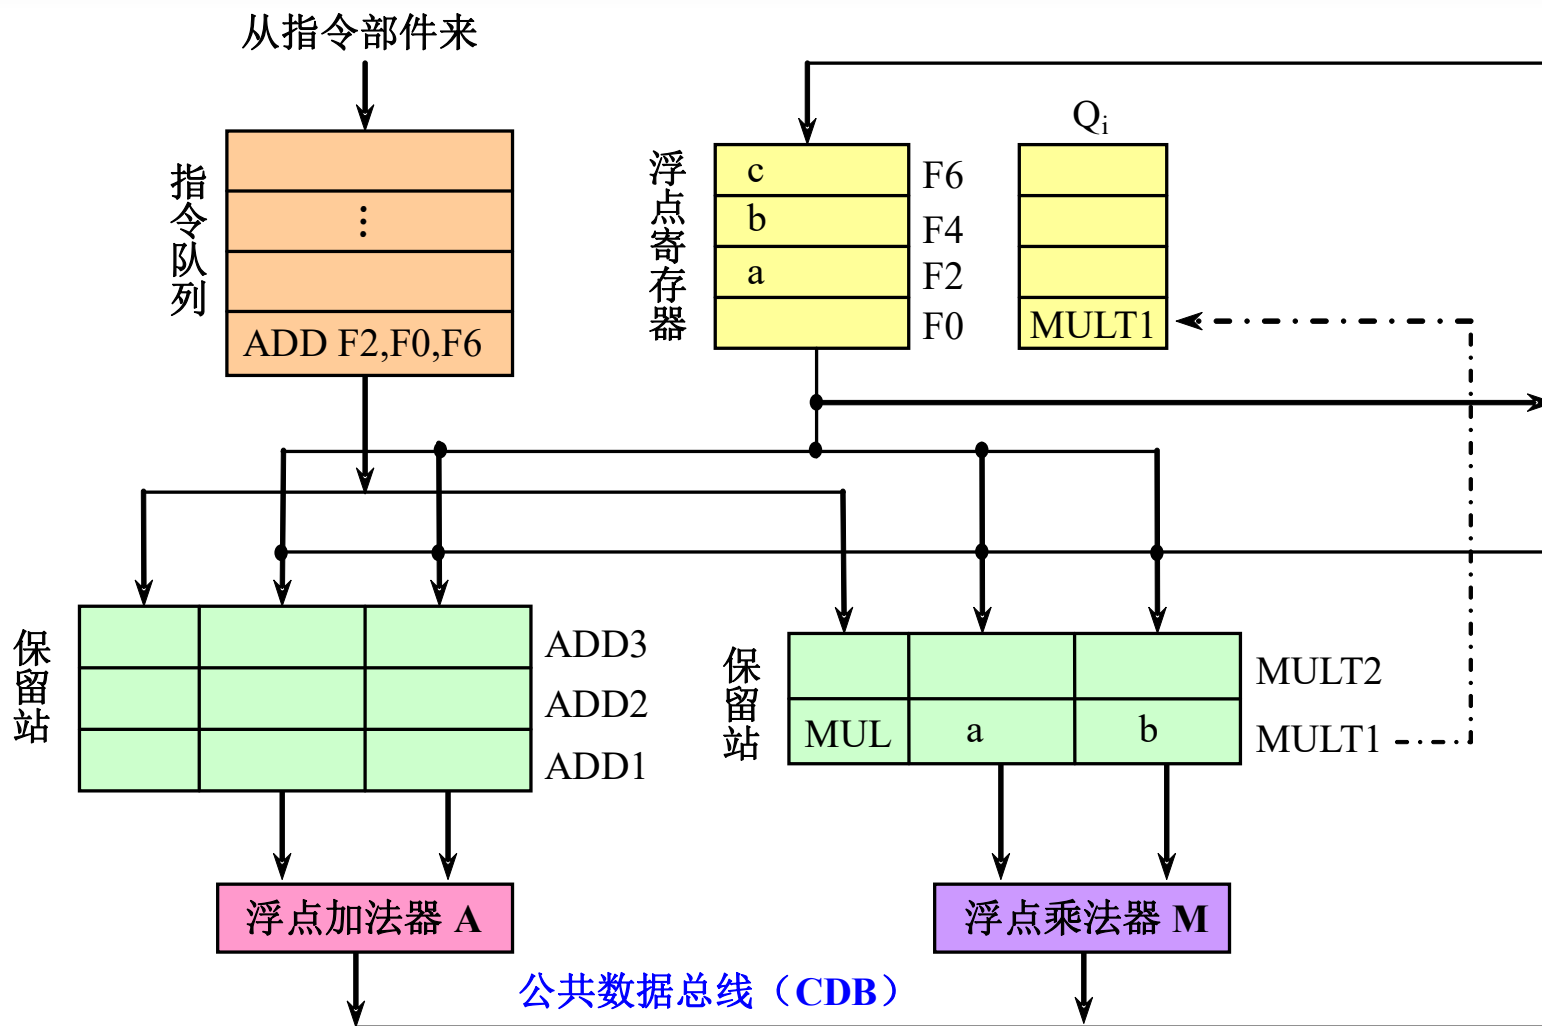 从指令部件来
指令队列
⋮
ADD F2,F0,F6
浮点寄存器
Qi
c F6
b F4
a F2
F0
MULT1
保留站
ADD3
ADD2
ADD1
保留站
MULT2
MUL a b MULT1
浮点加法器 A
浮点乘法器 M
公共数据总线（CDB）